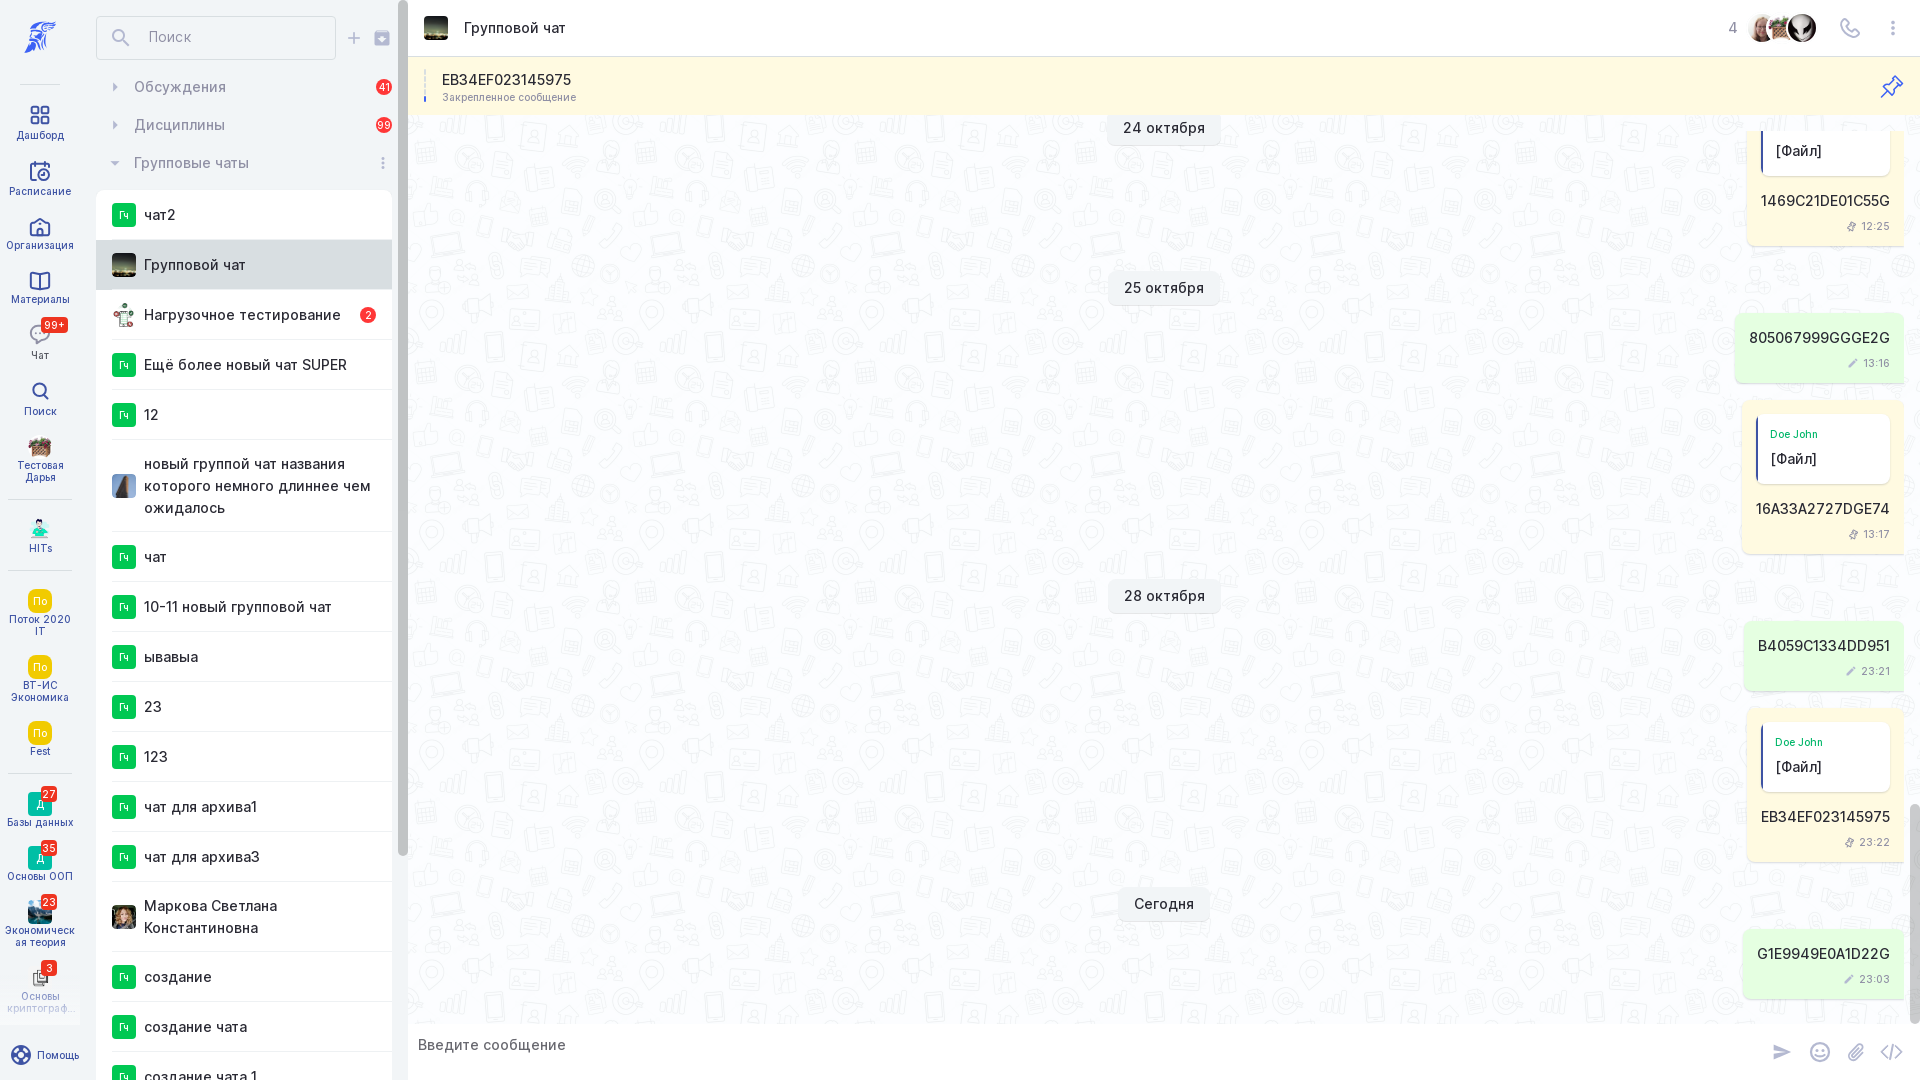 Дашборд
Расписание
Организация
Материалы
99+
Чат
Поиск
Тестовая
Дарья
HITs
По
Поток 2020
IT
По
ВТ-ИС
Экономика
По
Fest
27
Д
Базы данных
35
Д
Основы ООП
23
Экономическ
ая теория
3
Основы
криптограф...
Помощь
Поиск
Обсуждения 41
Дисциплины 99
Групповые чаты
Гч чат2
Групповой чат
Нагрузочное тестирование 2
Гч Ещё более новый чат SUPER
Гч 12
новый группой чат названия
которого немного длиннее чем
ожидалось
Гч чат
Гч 10-11 новый групповой чат
Гч ывавыа
Гч 23
Гч 123
Гч чат для архива1
Гч чат для архива3
Маркова Светлана
Константиновна
Гч создание
Гч создание чата
Гч создание чата 1
Групповой чат 4
EB34EF023145975
Закрепленное сообщение
24 октября
[Файл]
1469C21DE01C55G
12:25
25 октября
805067999GGGE2G
13:16
Doe John
[Файл]
16A33A2727DGE74
13:17
28 октября
B4059C1334DD951
23:21
Doe John
[Файл]
EB34EF023145975
23:22
Сегодня
G1E9949E0A1D22G
23:03
Введите сообщение